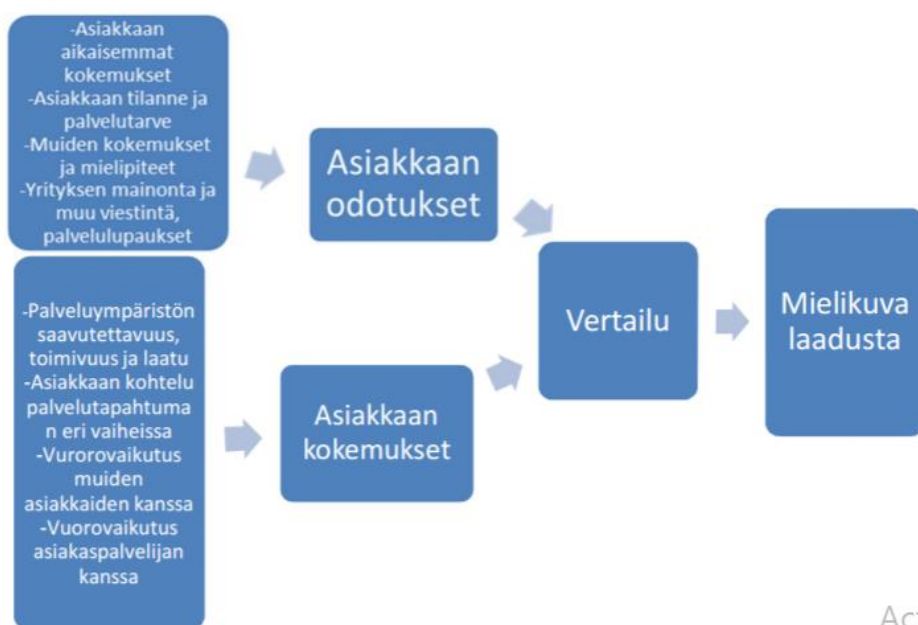 -Asiakkaan
aikaisemmat
kokemukset
-Asiakkaan tilanne ja
palvelutarve
-Muiden kokemukset
ja mielipiteet
-Yrityksen mainonta ja
muu viestintä,
palvelulupaukset
Asiakkaan
odotukset
-Palveluympäristön
saavutettavuus,
toimivuus ja laatu
-Asiakkaan kohtelu
palvelutapahtuma
n eri vaiheissa
-Vurorovaikutus
muiden
asiakkaiden kanssa
-Vuorovaikutus
asiakaspalvelijan
kanssa
Asiakkaan
kokemukset
Vertailu
Mielikuva
laadusta